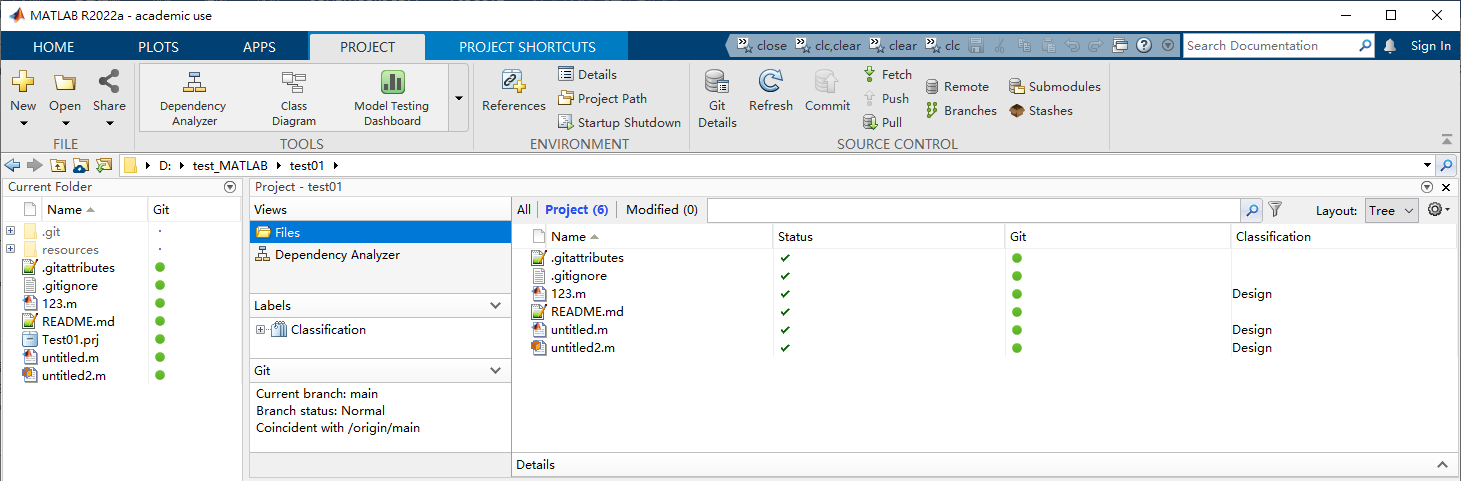 MATLAB R2022a - academic use
HOME PLOTS APPS PROJECT PROJECT SHORTCUTS close clc,clear clear clc Search Documentation Sign In
New Open Share Dependency Analyzer Class Diagram Model Testing Dashboard References Details Project Path Startup Shutdown Git Details Refresh Commit Fetch Push Pull Remote Branches Submodules Stashes
FILE TOOLS ENVIRONMENT SOURCE CONTROL
D: test_MATLAB test01
Current Folder
Name Git
.git
resources
.gitattributes
.gitignore
123.m
README.md
Test01.prj
untitled.m
untitled2.m
Project - test01
Views
Files
Dependency Analyzer
Labels
Classification
Git
Current branch: main
Branch status: Normal
Coincident with /origin/main
All Project (6) Modified (0) Layout: Tree
Name Status Git Classification
.gitattributes
.gitignore
123.m Design
README.md
untitled.m Design
untitled2.m Design
Details